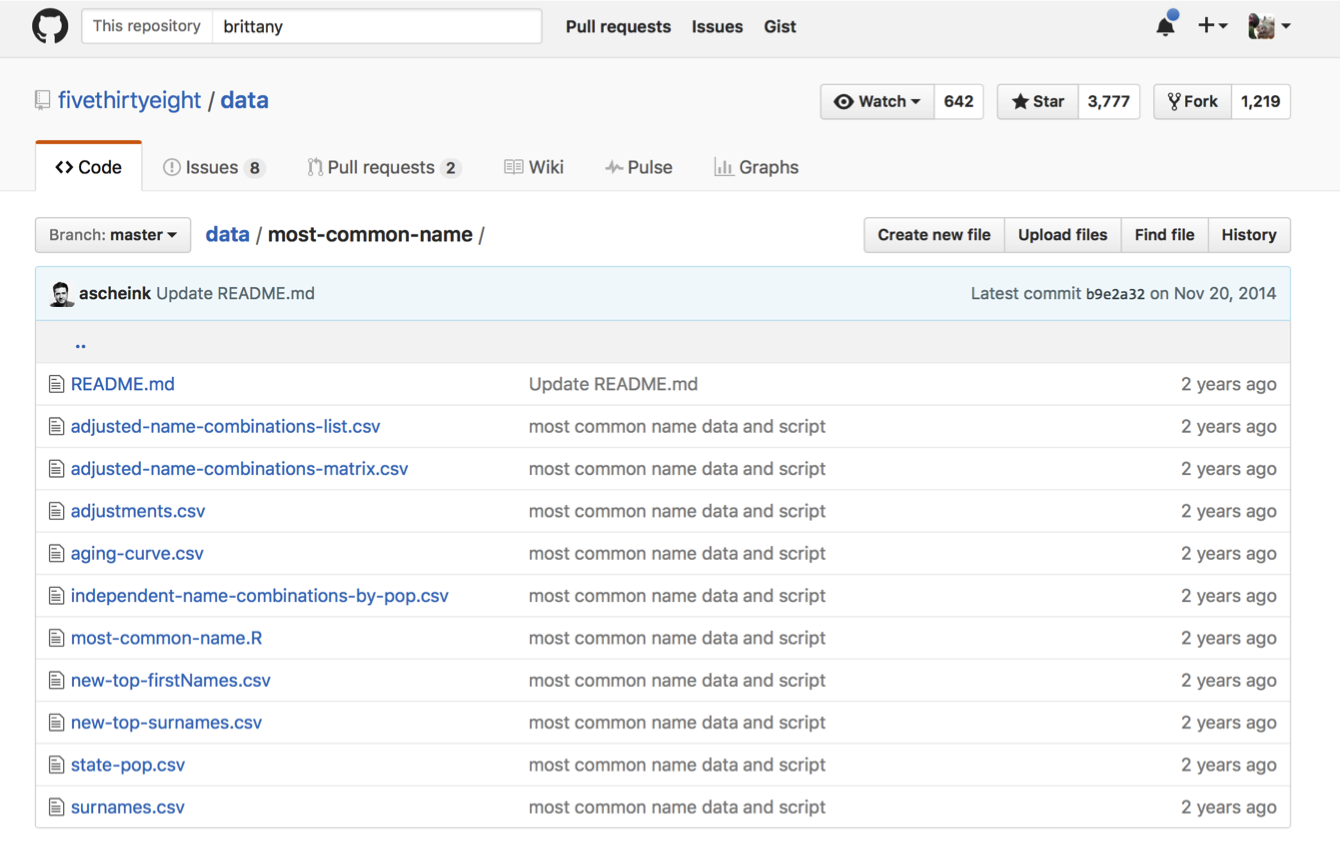 This repository brittany Pull requests Issues Gist
fivethirtyeight / data Watch 642 Star 3,777 Fork 1,219
Code Issues 8 Pull requests 2 Wiki Pulse Graphs
Branch: master data / most-common-name / Create new file Upload files Find file History
ascheink Update README.md Latest commit b9e2a32 on Nov 20, 2014
..
README.md Update README.md 2 years ago
adjusted-name-combinations-list.csv most common name data and script 2 years ago
adjusted-name-combinations-matrix.csv most common name data and script 2 years ago
adjustments.csv most common name data and script 2 years ago
aging-curve.csv most common name data and script 2 years ago
independent-name-combinations-by-pop.csv most common name data and script 2 years ago
most-common-name.R most common name data and script 2 years ago
new-top-firstNames.csv most common name data and script 2 years ago
new-top-surnames.csv most common name data and script 2 years ago
state-pop.csv most common name data and script 2 years ago
surnames.csv most common name data and script 2 years ago